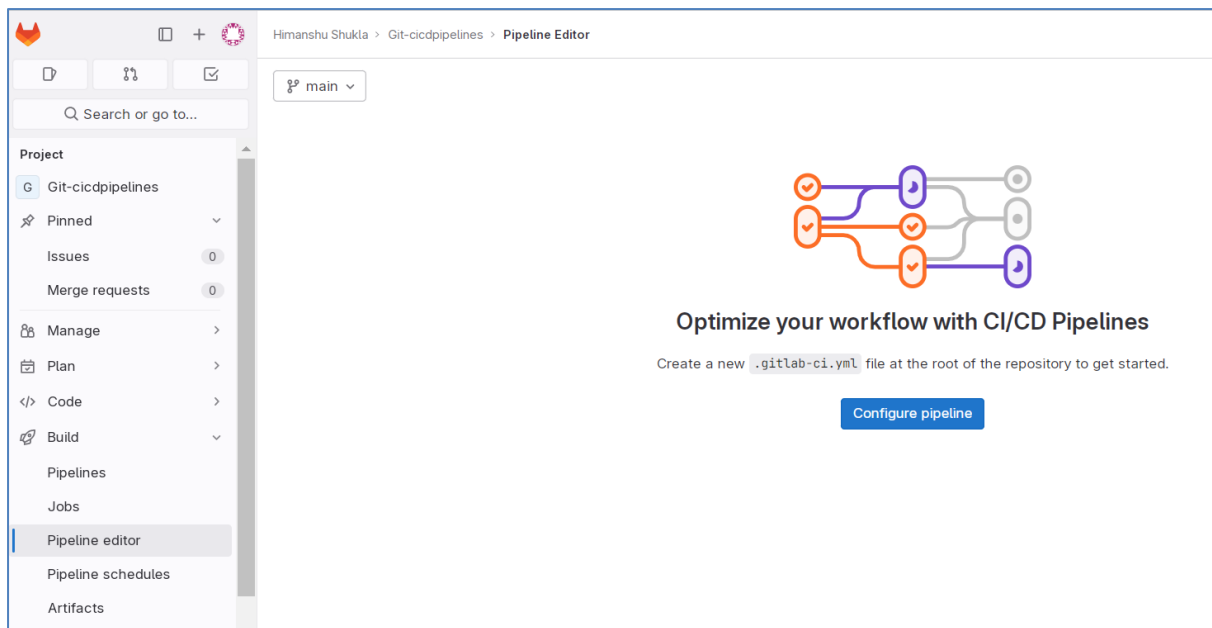 Himanshu Shukla > Git-cicdpipelines > Pipeline Editor
main
Search or go to...
Project
G Git-cicdpipelines
Pinned
Issues 0
Merge requests 0
Manage
Plan
Code
Build
Pipelines
Jobs
Pipeline editor
Pipeline schedules
Artifacts
Optimize your workflow with CI/CD Pipelines
Create a new .gitlab-ci.yml file at the root of the repository to get started.
Configure pipeline